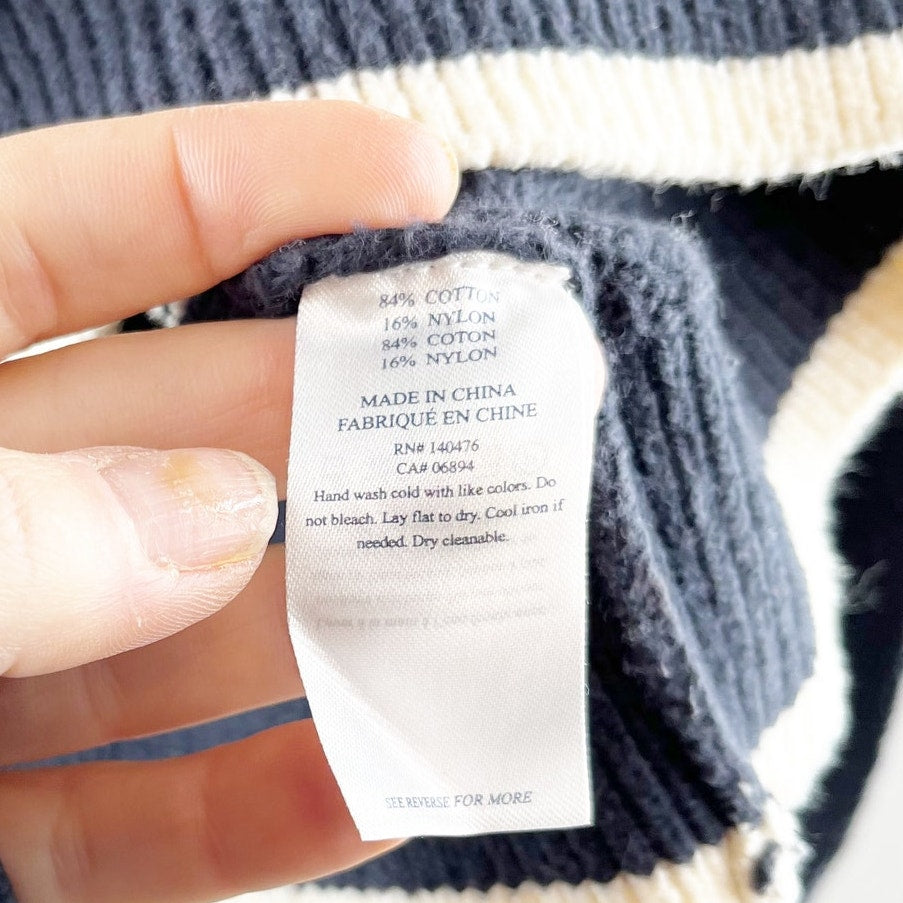 84% COTTON
16% NYLON
84% COTON
16% NYLON
MADE IN CHINA
FABRIQUÉ EN CHINE
RN# 140476
CA# 06894
Hand wash cold with like colors. Do
not bleach. Lay flat to dry. Cool iron if
needed. Dry cleanable.
SEE REVERSE FOR MORE